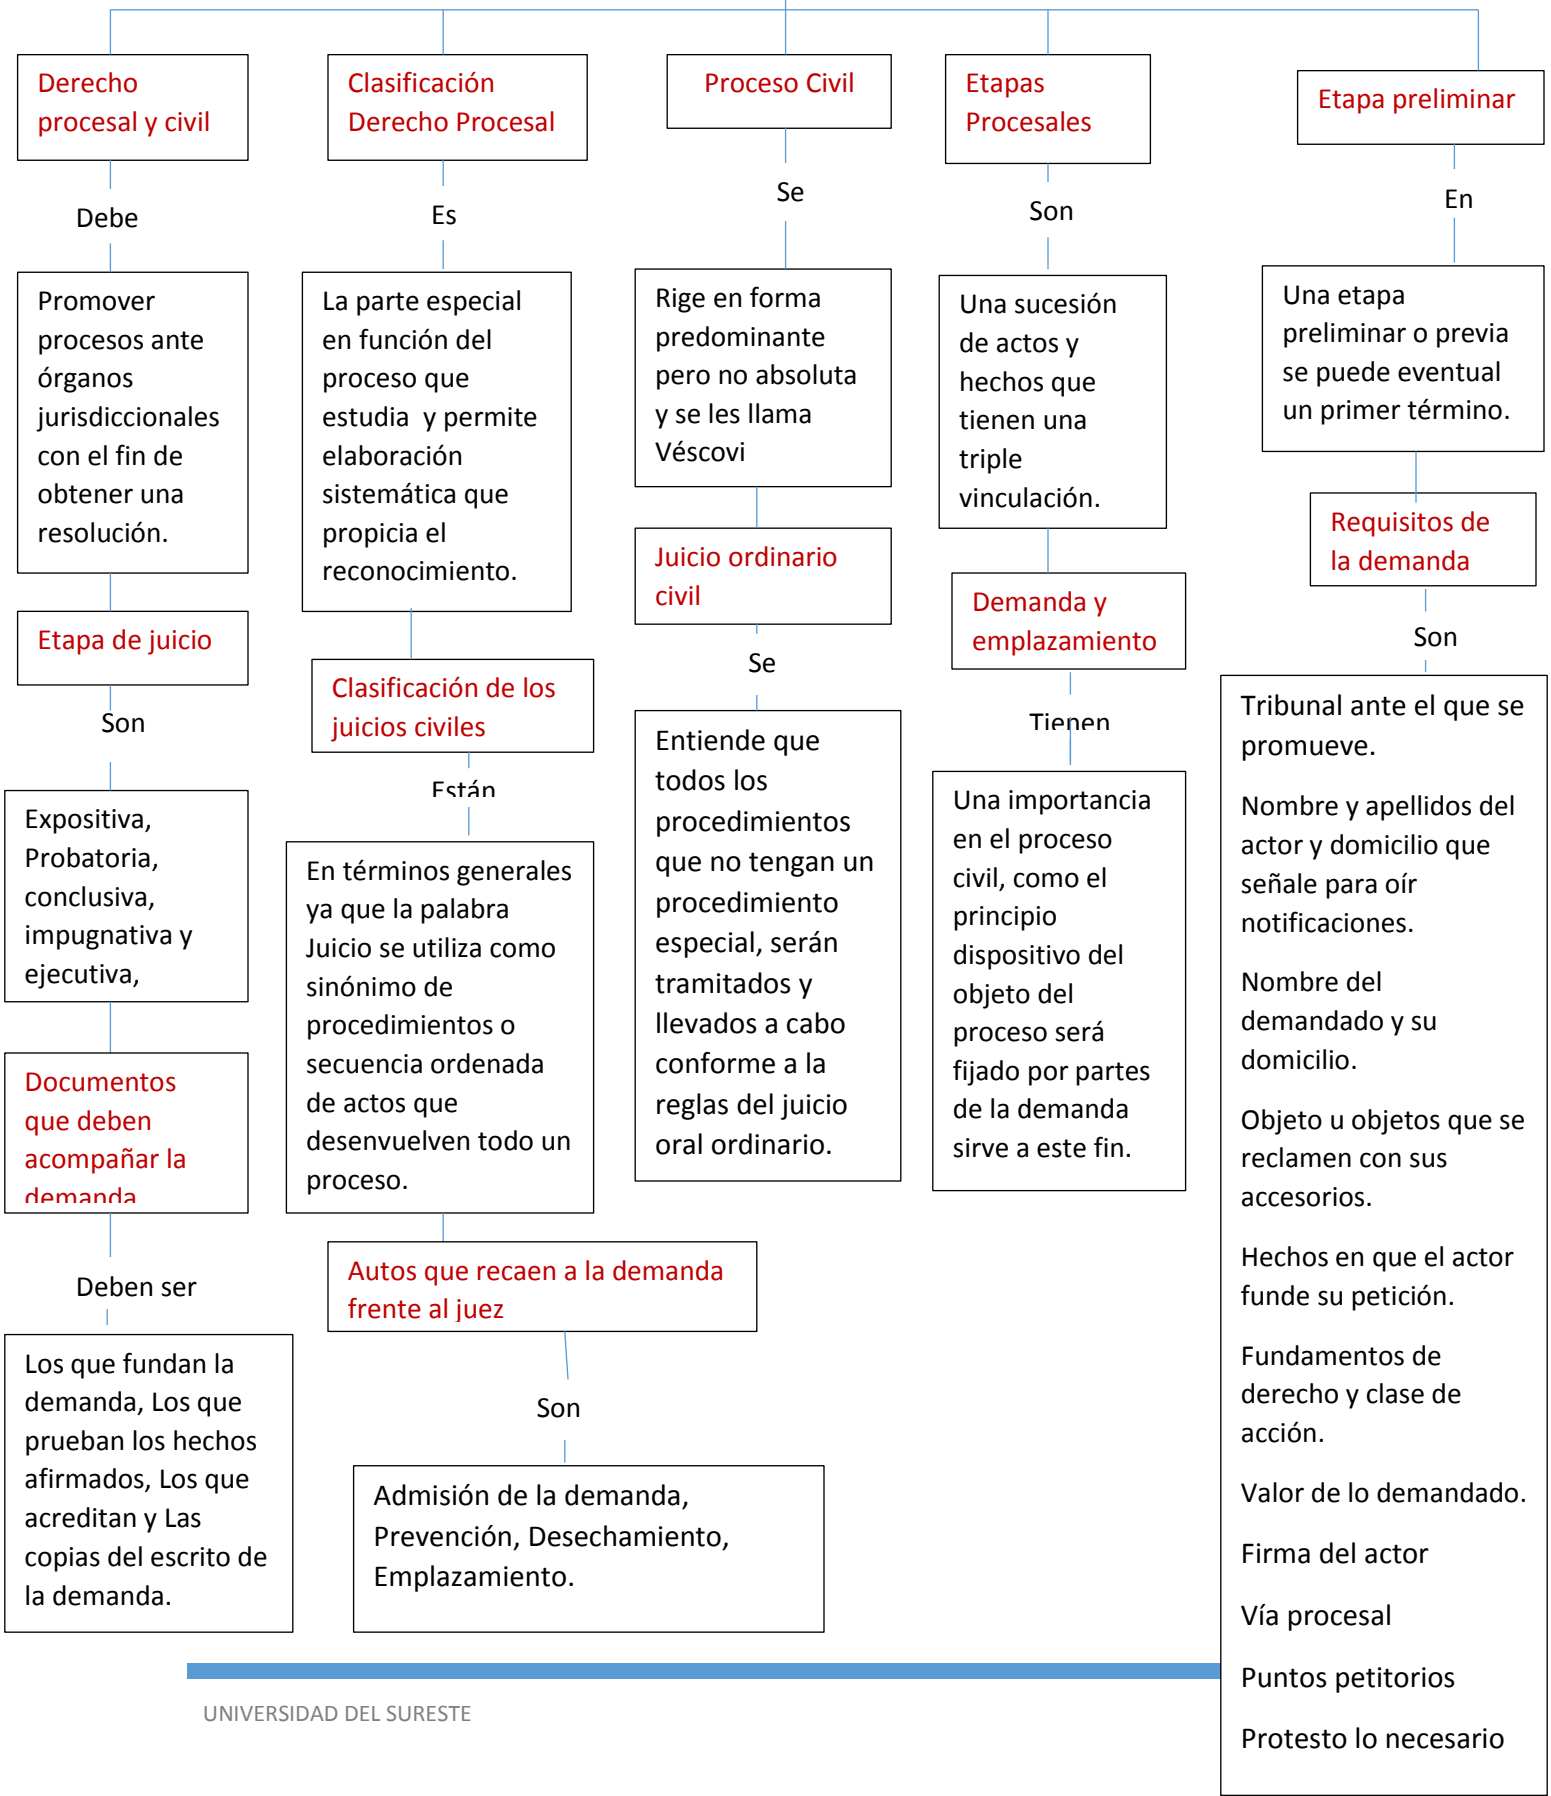 Derecho
procesal y civil
Debe
Promover
procesos ante
órganos
jurisdiccionales
con el fin de
obtener una
resolución.
Etapa de juicio
Son
Expositiva,
Probatoria,
conclusiva,
impugnativa y
ejecutiva,
Documentos
que deben
acompañar la
demanda
Deben ser
Los que fundan la
demanda, Los que
prueban los hechos
afirmados, Los que
acreditan y Las
copias del escrito de
la demanda.
Clasificación
Derecho Procesal
Es
La parte especial
en función del
proceso que
estudia  y permite
elaboración
sistemática que
propicia el
reconocimiento.
Clasificación de los
juicios civiles
Están
En términos generales
ya que la palabra
Juicio se utiliza como
sinónimo de
procedimientos o
secuencia ordenada
de actos que
desenvuelven todo un
proceso.
Autos que recaen a la demanda
frente al juez
Son
Admisión de la demanda,
Prevención, Desechamiento,
Emplazamiento.
Proceso Civil
Se
Rige en forma
predominante
pero no absoluta
y se les llama
Véscovi
Juicio ordinario
civil
Se
Entiende que
todos los
procedimientos
que no tengan un
procedimiento
especial, serán
tramitados y
llevados a cabo
conforme a la
reglas del juicio
oral ordinario.
Etapas
Procesales
Son
Una sucesión
de actos y
hechos que
tienen una
triple
vinculación.
Demanda y
emplazamiento
Tienen
Una importancia
en el proceso
civil, como el
principio
dispositivo del
objeto del
proceso será
fijado por partes
de la demanda
sirve a este fin.
Etapa preliminar
En
Una etapa
preliminar o previa
se puede eventual
un primer término.
Requisitos de
la demanda
Son
Tribunal ante el que se
promueve.
Nombre y apellidos del
actor y domicilio que
señale para oír
notificaciones.
Nombre del
demandado y su
domicilio.
Objeto u objetos que se
reclamen con sus
accesorios.
Hechos en que el actor
funde su petición.
Fundamentos de
derecho y clase de
acción.
Valor de lo demandado.
Firma del actor
Vía procesal
Puntos petitorios
Protesto lo necesario
UNIVERSIDAD DEL SURESTE